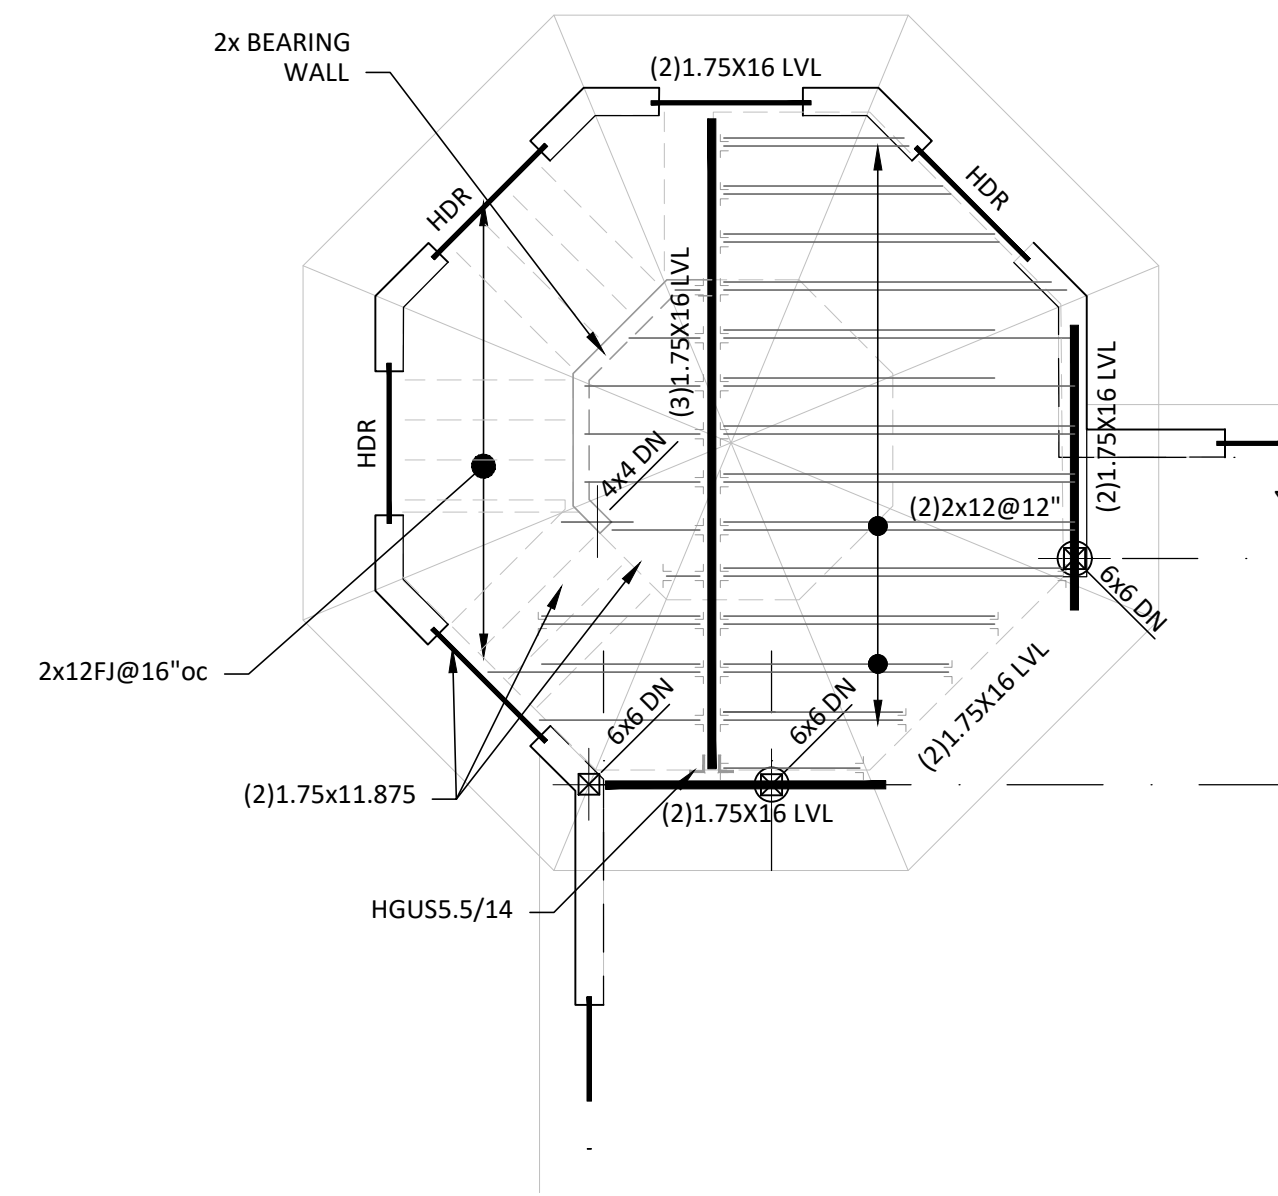 2x BEARING
WALL
(2)1.75X16 LVL
HDR
HDR
(3)1.75X16 LVL
HDR
(2)1.75X16 LVL
4x4 DN
(2)2x12@12"
6x6 DN
2x12FJ@16"oc
6x6 DN
6x6 DN
(2)1.75X16 LVL
(2)1.75x11.875
(2)1.75X16 LVL
HGUS5.5/14